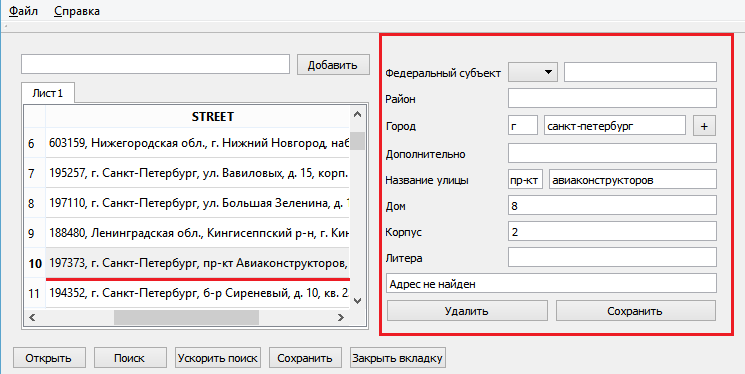 Файл Справка
Добавить
Лист1
STREET
6 603159, Нижегородская обл., г. Нижний Новгород, наб
7 195257, г. Санкт-Петербург, ул. Вавиловых, д. 15, корп.
8 197110, г. Санкт-Петербург, ул. Большая Зеленина, д. 1
9 188480, Ленинградская обл., Кингисеппский р-н, г. Кин
10 197373, г. Санкт-Петербург, пр-кт Авиаконструкторов,
11 194352, г. Санкт-Петербург, б-р Сиреневый, д. 10, кв. 2
Федеральный субъект
Район
Город г санкт-петербург +
Дополнительно
Название улицы пр-кт авиаконструкторов
Дом 8
Корпус 2
Литера
Адрес не найден
Удалить Сохранить
Открыть Поиск Ускорить поиск Сохранить Закрыть вкладку